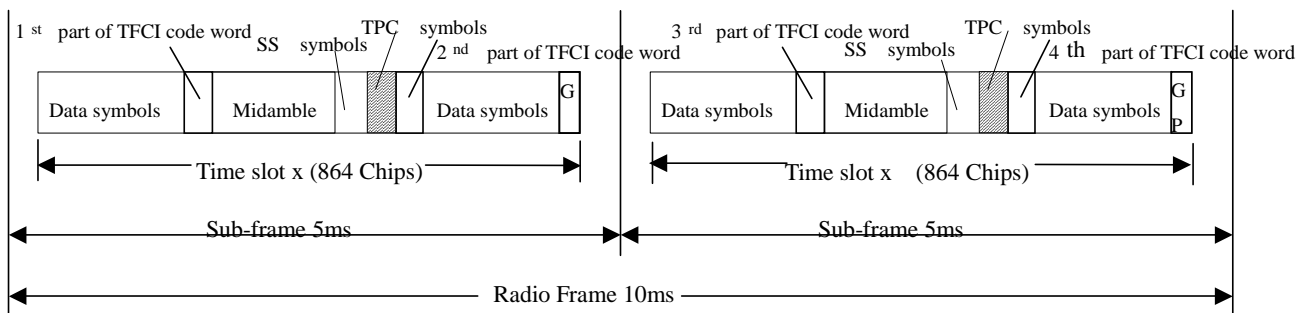 1 st part of TFCI code word
SS symbols
TPC symbols
2 nd part of TFCI code word
Data symbols
Midamble
Data symbols
G
Time slot x (864 Chips)
3 rd part of TFCI code word
SS symbols
TPC symbols
4 th part of TFCI code word
Data symbols
Midamble
Data symbols
G
P
Time slot x (864 Chips)
Sub-frame 5ms
Sub-frame 5ms
Radio Frame 10ms